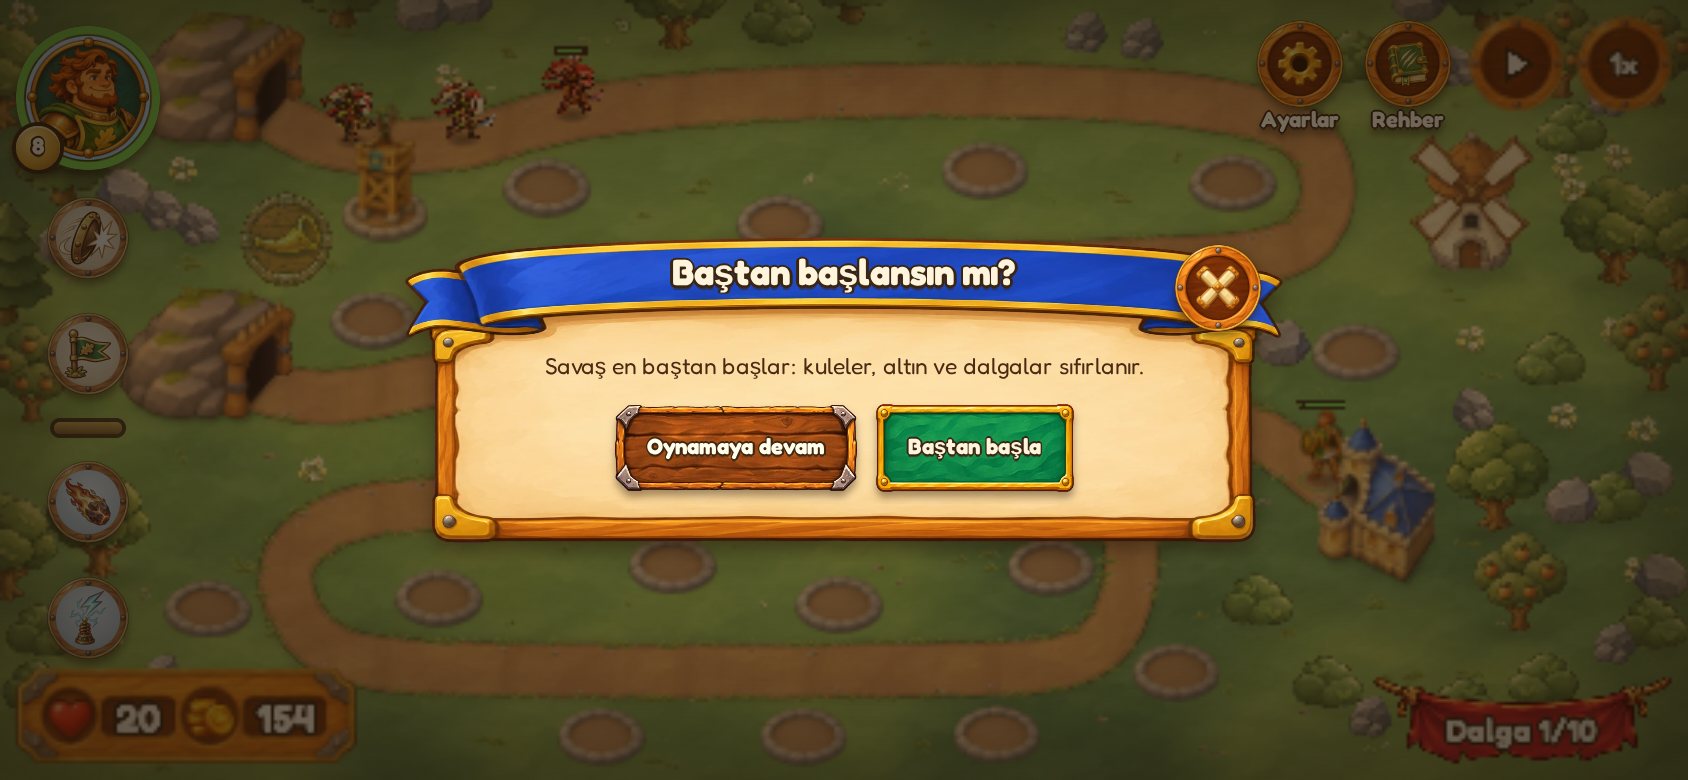 8
Ayarlar
Rehber
1x
Baştan başlansın mı?
Savaş en baştan başlar: kuleler, altın ve dalgalar sıfırlanır.
Oynamaya devam
Baştan başla
20
154
Dalga 1/10